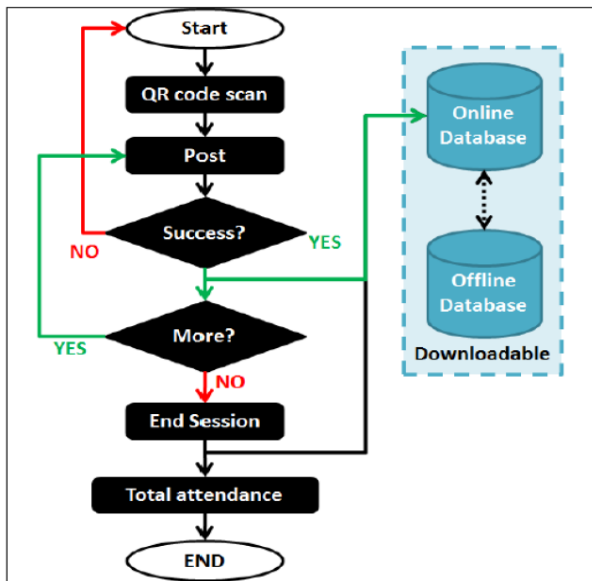 Start
QR code scan
Post
Success?
NO
YES
More?
YES
NO
End Session
Total attendance
END
Online
Database
Offline
Database
Downloadable